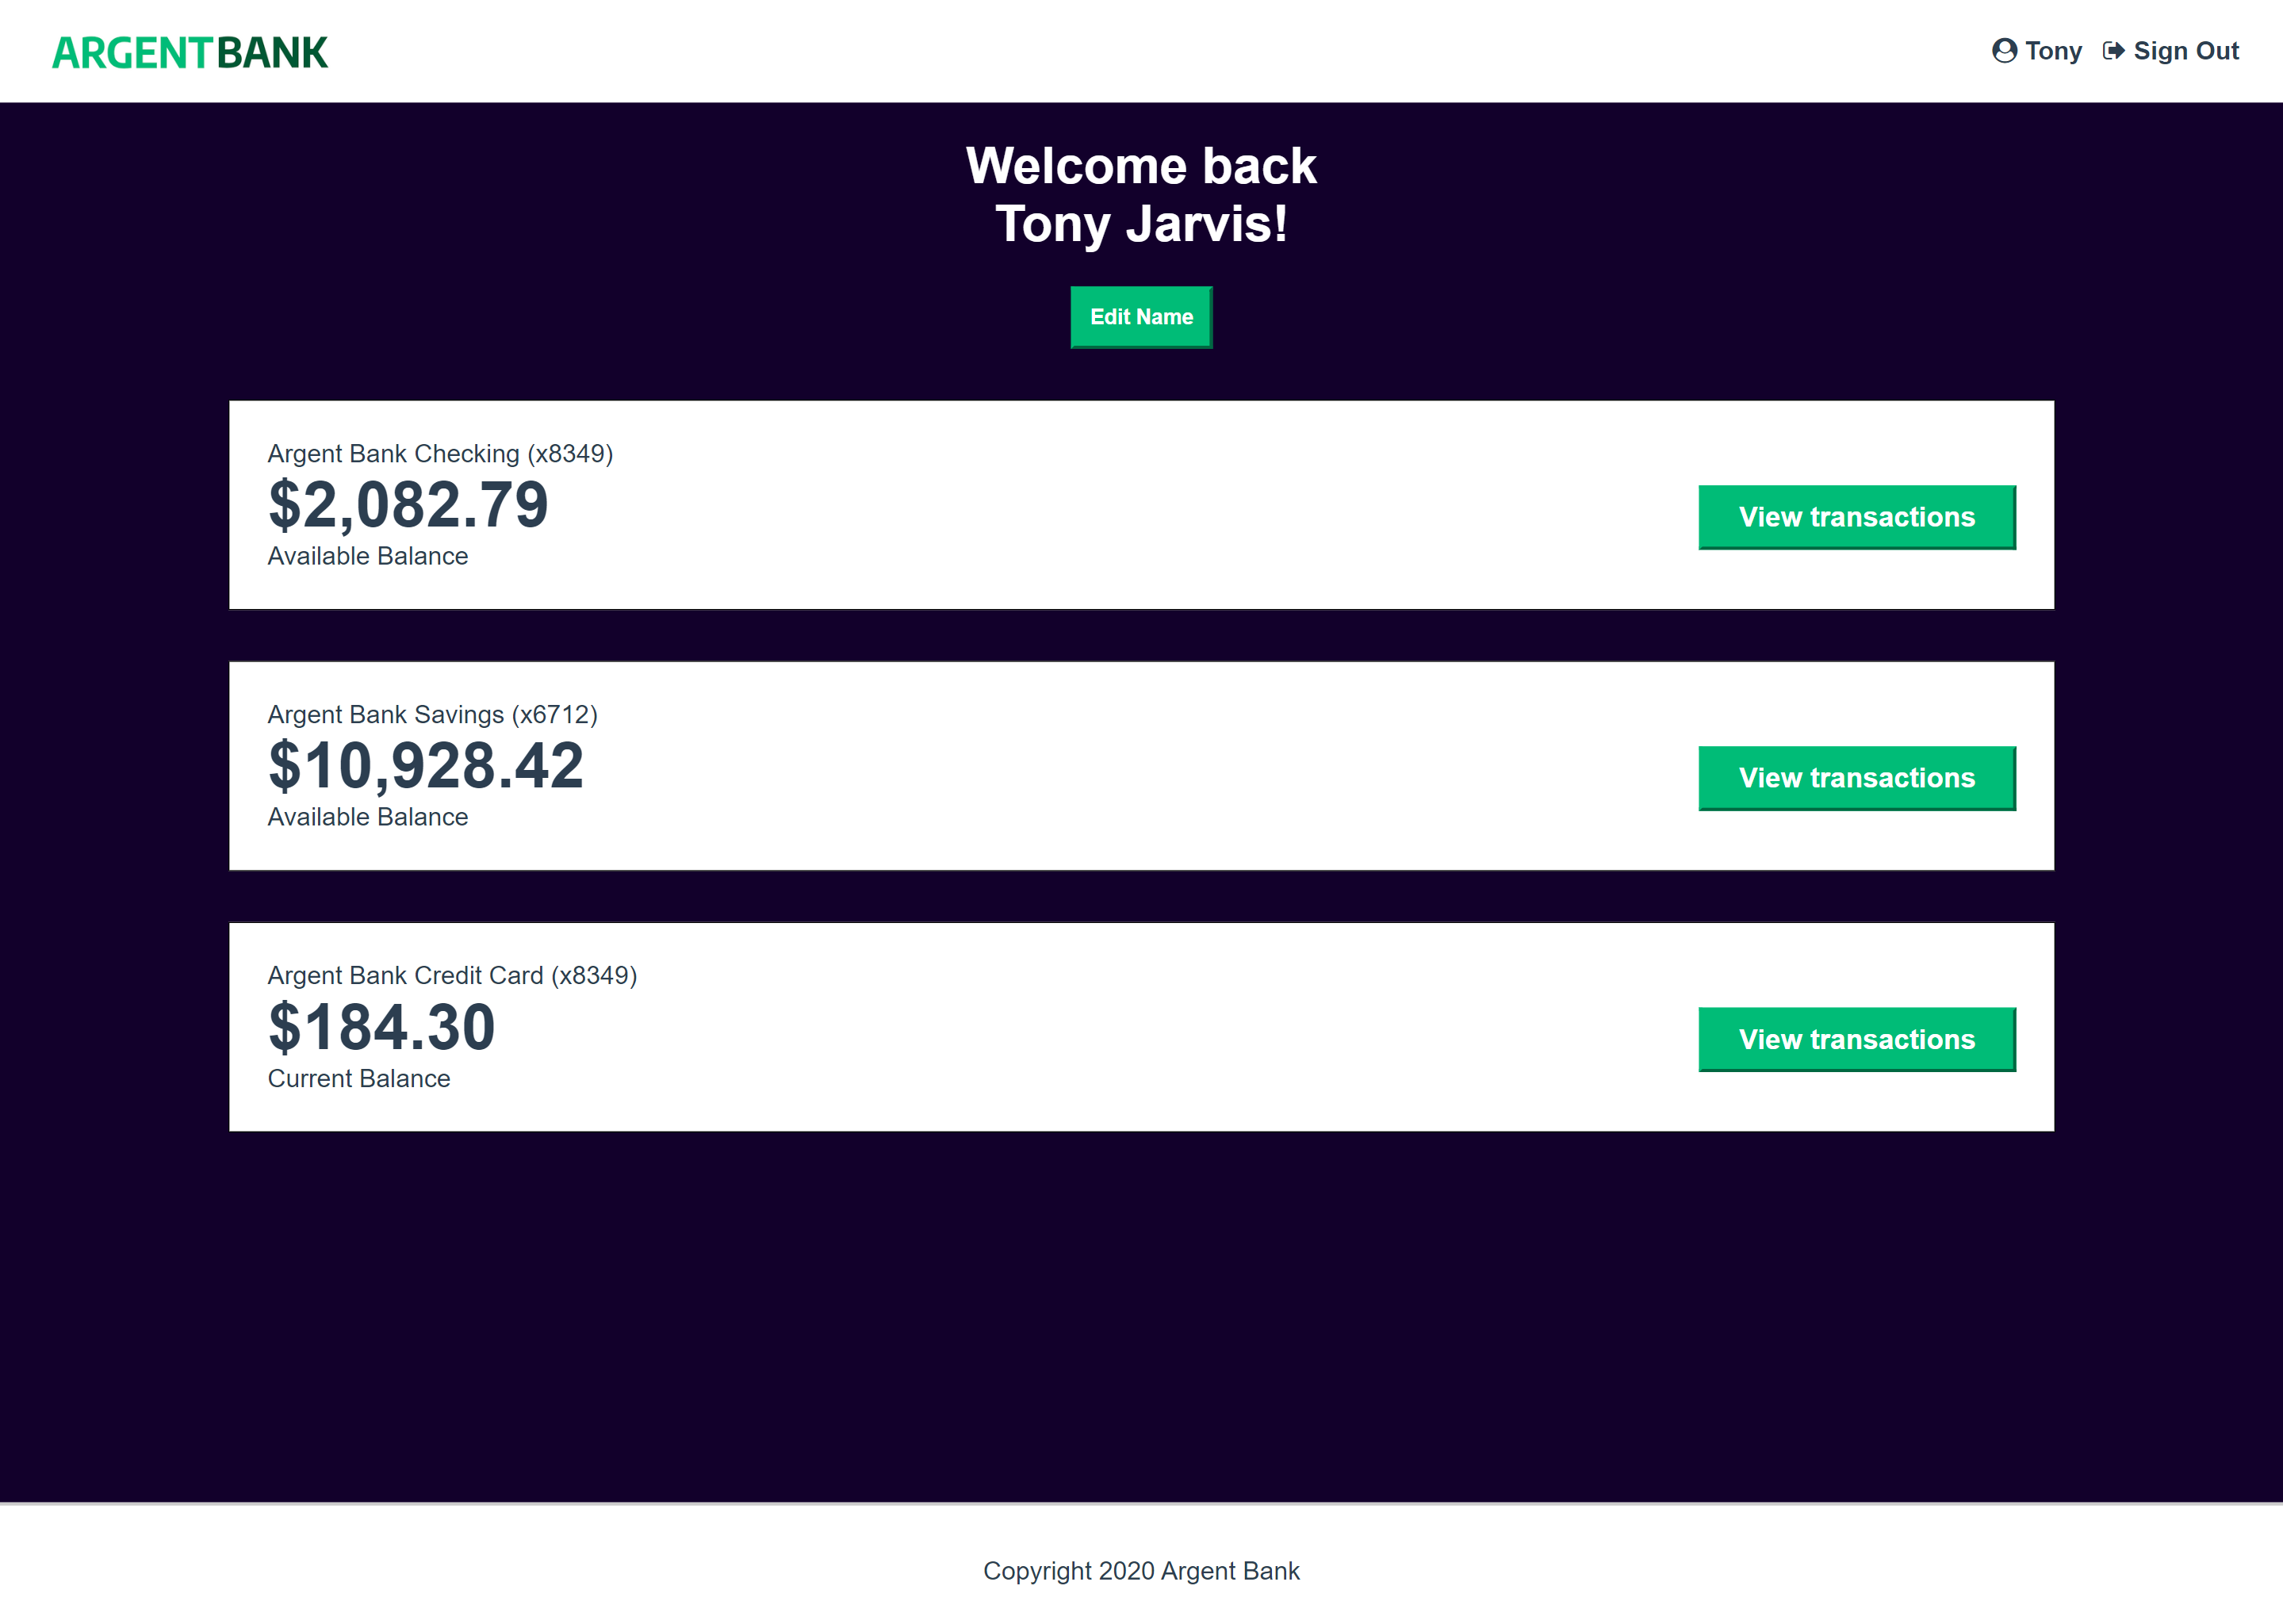 ARGENTBANK
Tony Sign Out
Welcome back
Tony Jarvis!
Edit Name
Argent Bank Checking (x8349)
$2,082.79
Available Balance
View transactions
Argent Bank Savings (x6712)
$10,928.42
Available Balance
View transactions
Argent Bank Credit Card (x8349)
$184.30
Current Balance
View transactions
Copyright 2020 Argent Bank